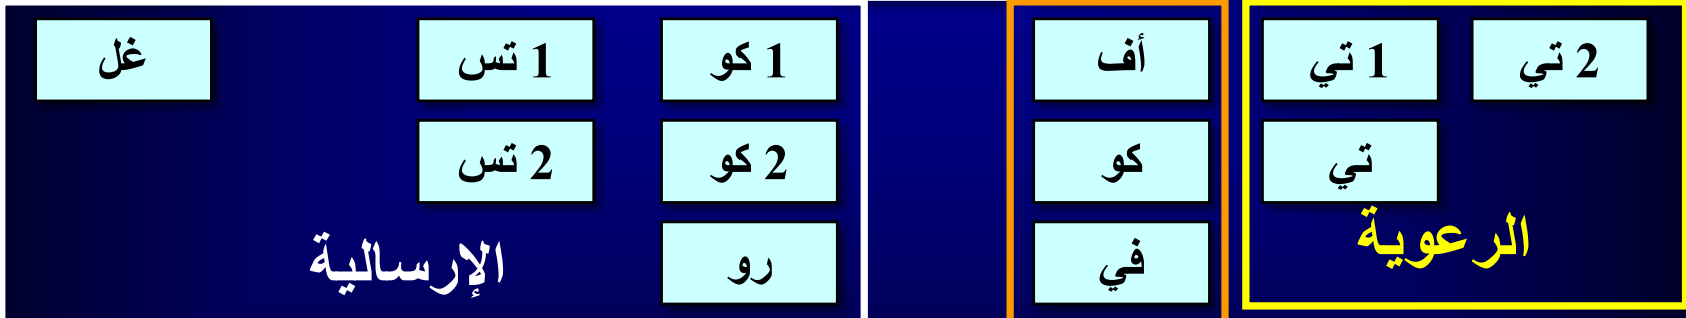 2 تي
1 تي
أف
1 كو
1 تس
غل
تي
كو
2 كو
2 تس
الرعوية
في
رو
الإرسالية